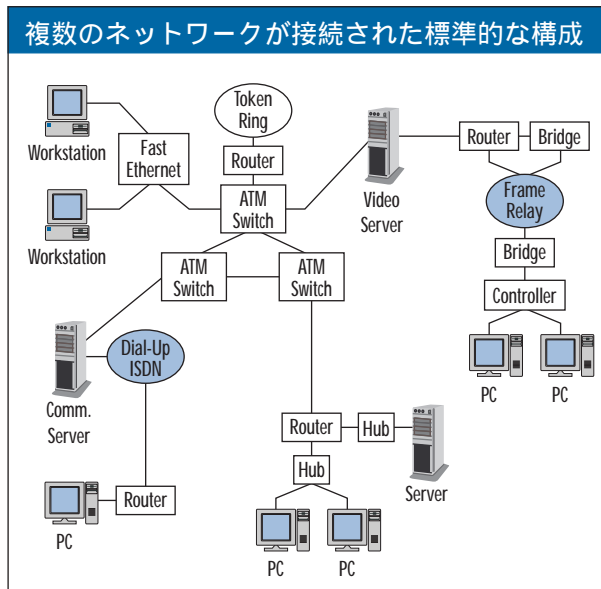 複数のネットワークが接続された標準的な構成
Workstation
Fast
Ethernet
Token
Ring
Router
Video
Server
Router
Bridge
Workstation
ATM
Switch
Frame
Relay
ATM
Switch
ATM
Switch
Bridge
Controller
PC
PC
Comm.
Server
Dial-Up
ISDN
Router
Hub
Server
Hub
PC
Router
PC
PC